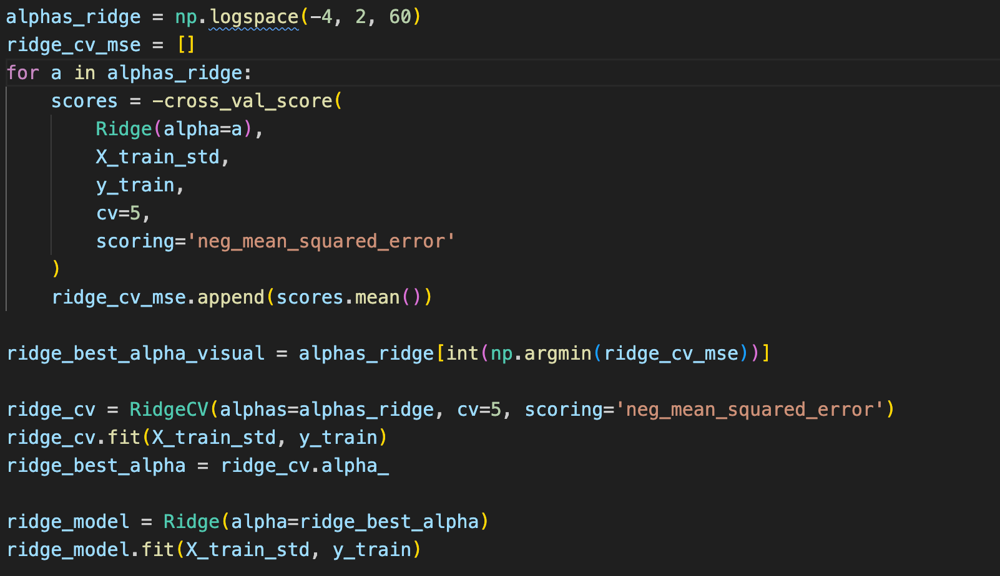 alphas_ridge = np.logspace(-4, 2, 60)
ridge_cv_mse = []
for a in alphas_ridge:
    scores = -cross_val_score(
        Ridge(alpha=a),
        X_train_std,
        y_train,
        cv=5,
        scoring='neg_mean_squared_error'
    )
    ridge_cv_mse.append(scores.mean())

ridge_best_alpha_visual = alphas_ridge[int(np.argmin(ridge_cv_mse))]

ridge_cv = RidgeCV(alphas=alphas_ridge, cv=5, scoring='neg_mean_squared_error')
ridge_cv.fit(X_train_std, y_train)
ridge_best_alpha = ridge_cv.alpha_

ridge_model = Ridge(alpha=ridge_best_alpha)
ridge_model.fit(X_train_std, y_train)